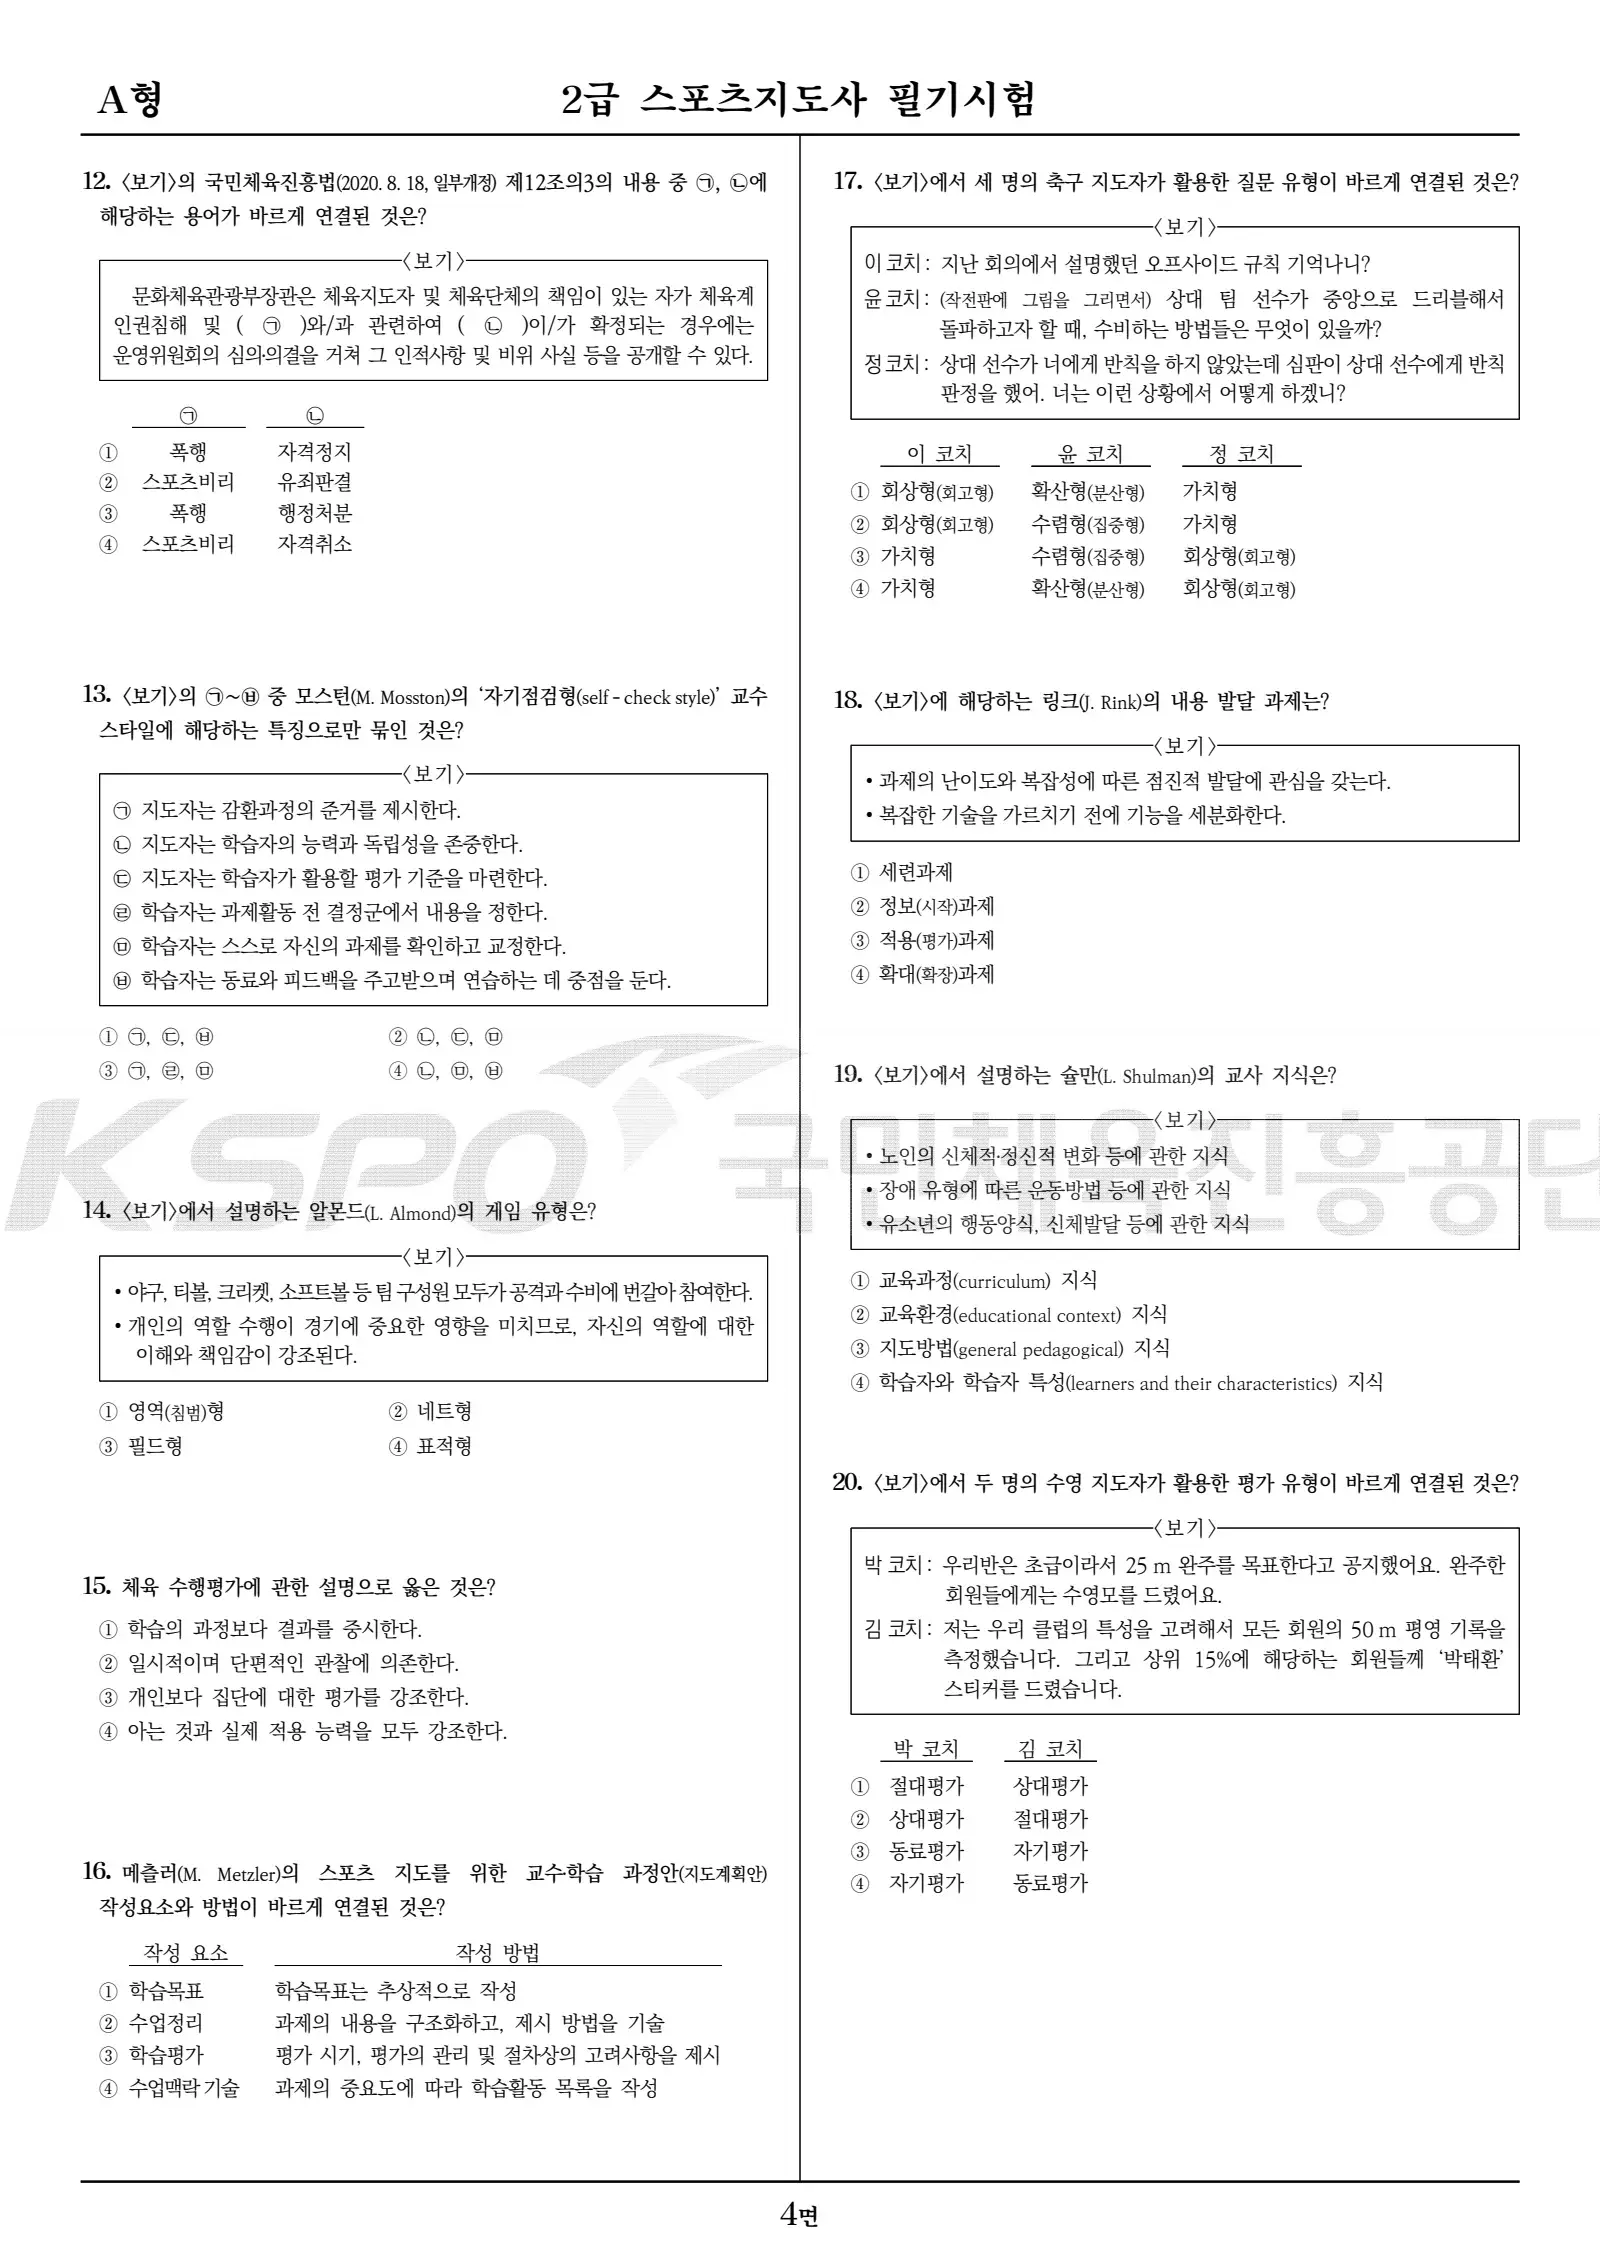 A형
2급 스포츠지도사 필기시험
12. 〈보기〉의 국민체육진흥법(2020. 8. 18, 일부개정) 제12조의3의 내용 중 ㉠, ㉡에
해당하는 용어가 바르게 연결된 것은?
〈보기〉
문화체육관광부장관은 체육지도자 및 체육단체의 책임이 있는 자가 체육계
인권침해 및 ( ㉠ )와/과 관련하여 ( ㉡ )이/가 확정되는 경우에는
운영위원회의 심의·의결을 거쳐 그 인적사항 및 비위 사실 등을 공개할 수 있다.
㉠ ㉡
① 폭행 자격정지
② 스포츠비리 유죄판결
③ 폭행 행정처분
④ 스포츠비리 자격취소
13. 〈보기〉의 ㉠~㉥ 중 모스턴(M. Mosston)의 ‘자기점검형(self-check style)’ 교수
스타일에 해당하는 특징으로만 묶인 것은?
〈보기〉
㉠ 지도자는 감환과정의 준거를 제시한다.
㉡ 지도자는 학습자의 능력과 독립성을 존중한다.
㉢ 지도자는 학습자가 활용할 평가 기준을 마련한다.
㉣ 학습자는 과제활동 전 결정군에서 내용을 정한다.
㉤ 학습자는 스스로 자신의 과제를 확인하고 교정한다.
㉥ 학습자는 동료와 피드백을 주고받으며 연습하는 데 중점을 둔다.
① ㉠, ㉢, ㉥ ② ㉡, ㉢, ㉤
③ ㉠, ㉣, ㉤ ④ ㉡, ㉤, ㉥
14. 〈보기〉에서 설명하는 알몬드(L. Almond)의 게임 유형은?
〈보기〉
• 야구, 티볼, 크리켓, 소프트볼 등 팀 구성원 모두가 공격과 수비에 번갈아 참여한다.
• 개인의 역할 수행이 경기에 중요한 영향을 미치므로, 자신의 역할에 대한
이해와 책임감이 강조된다.
① 영역(침범)형 ② 네트형
③ 필드형 ④ 표적형
15. 체육 수행평가에 관한 설명으로 옳은 것은?
① 학습의 과정보다 결과를 중시한다.
② 일시적이며 단편적인 관찰에 의존한다.
③ 개인보다 집단에 대한 평가를 강조한다.
④ 아는 것과 실제 적용 능력을 모두 강조한다.
16. 메츨러(M. Metzler)의 스포츠 지도를 위한 교수학습 과정안(지도계획안)
작성요소와 방법이 바르게 연결된 것은?
작성 요소 작성 방법
① 학습목표 학습목표는 추상적으로 작성
② 수업정리 과제의 내용을 구조화하고, 제시 방법을 기술
③ 학습평가 평가 시기, 평가의 관리 및 절차상의 고려사항을 제시
④ 수업맥락 기술 과제의 중요도에 따라 학습활동 목록을 작성
17. 〈보기〉에서 세 명의 축구 지도자가 활용한 질문 유형이 바르게 연결된 것은?
〈보기〉
이 코치: 지난 회의에서 설명했던 오프사이드 규칙 기억나니?
윤 코치: (작전판에 그림을 그리면서) 상대 팀 선수가 중앙으로 드리블해서
돌파하고자 할 때, 수비하는 방법들은 무엇이 있을까?
정 코치: 상대 선수가 너에게 반칙을 하지 않았는데 심판이 상대 선수에게 반칙
판정을 했어. 너는 이런 상황에서 어떻게 하겠니?
이 코치 윤 코치 정 코치
① 회상형(회고형) 확산형(분산형) 가치형
② 회상형(회고형) 수렴형(집중형) 가치형
③ 가치형 수렴형(집중형) 회상형(회고형)
④ 가치형 확산형(분산형) 회상형(회고형)
18. 〈보기〉에 해당하는 링크(J. Rink)의 내용 발달 과제는?
〈보기〉
• 과제의 난이도와 복잡성에 따른 점진적 발달에 관심을 갖는다.
• 복잡한 기술을 가르치기 전에 기능을 세분화한다.
① 세련과제
② 정보(시작)과제
③ 적용(평가)과제
④ 확대(확장)과제
19. 〈보기〉에서 설명하는 슐만(L. Shulman)의 교사 지식은?
〈보기〉
• 노인의 신체적·정신적 변화 등에 관한 지식
• 장애 유형에 따른 운동방법 등에 관한 지식
• 유소년의 행동양식, 신체발달 등에 관한 지식
① 교육과정(curriculum) 지식
② 교육환경(educational context) 지식
③ 지도방법(general pedagogical) 지식
④ 학습자와 학습자 특성(learners and their characteristics) 지식
20. 〈보기〉에서 두 명의 수영 지도자가 활용한 평가 유형이 바르게 연결된 것은?
〈보기〉
박 코치: 우리반은 초급이라서 25 m 완주를 목표한다고 공지했어요. 완주한
회원들에게는 수영모를 드렸어요.
김 코치: 저는 우리 클럽의 특성을 고려해서 모든 회원의 50 m 평영 기록을
측정했습니다. 그리고 상위 15%에 해당하는 회원들께 ‘박태환’
스티커를 드렸습니다.
박 코치 김 코치
① 절대평가 상대평가
② 상대평가 절대평가
③ 동료평가 자기평가
④ 자기평가 동료평가
KSPO 국민체육진흥공단
4면